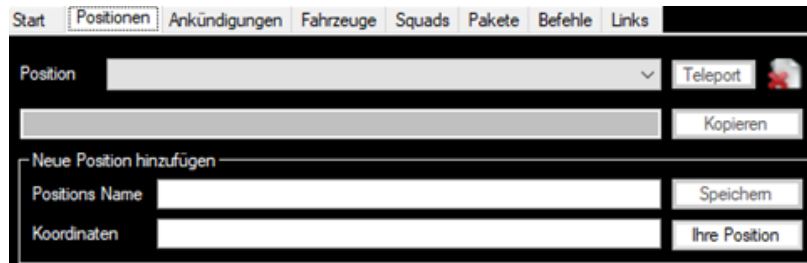 Start Positionen Ankündigungen Fahrzeuge Squads Pakete Befehle Links
Position Teleport
Kopieren
Neue Position hinzufügen
Positions Name Speichern
Koordinaten Ihre Position